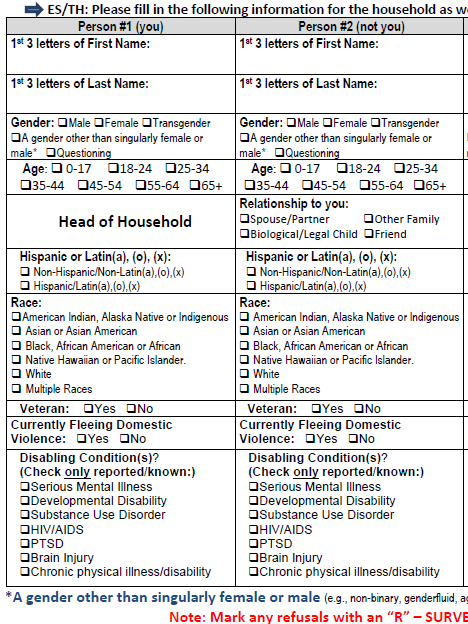 ➡ ES/TH: Please fill in the following information for the household as
Person #1 (you)
1st 3 letters of First Name:
1st 3 letters of Last Name:
Gender: ❑Male ❑Female ❑Transgender
❑A gender other than singularly female or
male* ❑Questioning
Age: ❑ 0-17 ❑18-24 ❑25-34
❑35-44 ❑45-54 ❑55-64 ❑65+
Head of Household
Hispanic or Latin(a), (o), (x):
❑ Non-Hispanic/Non-Latin(a),(o),(x)
❑ Hispanic/Latin(a),(o),(x)
Race:
❑American Indian, Alaska Native or Indigenous
❑ Asian or Asian American
❑ Black, African American or African
❑ Native Hawaiian or Pacific Islander.
❑ White
❑ Multiple Races
Veteran: ❑Yes ❑No
Currently Fleeing Domestic
Violence: ❑Yes ❑No
Disabling Condition(s)?
(Check only reported/known:)
❑Serious Mental Illness
❑Developmental Disability
❑Substance Use Disorder
❑HIV/AIDS
❑PTSD
❑Brain Injury
❑Chronic physical illness/disability
Person #2 (not you)
1st 3 letters of First Name:
1st 3 letters of Last Name:
Gender: ❑Male ❑Female ❑Transgender
❑A gender other than singularly female or
male* ❑Questioning
Age: ❑ 0-17 ❑18-24 ❑25-34
❑35-44 ❑45-54 ❑55-64 ❑65+
Relationship to you:
❑Spouse/Partner ❑Other Family
❑Biological/Legal Child ❑Friend
Hispanic or Latin(a), (o), (x):
❑ Non-Hispanic/Non-Latin(a),(o),(x)
❑ Hispanic/Latin(a),(o),(x)
Race:
❑ American Indian, Alaska Native or Indigenous
❑ Asian or Asian American
❑ Black, African American or African
❑ Native Hawaiian or Pacific Islander.
❑ White
❑ Multiple Races
Veteran: ❑Yes ❑No
Currently Fleeing Domestic
Violence: ❑Yes ❑No
Disabling Condition(s)?
(Check only reported/known:)
❑Serious Mental Illness
❑Developmental Disability
❑Substance Use Disorder
❑HIV/AIDS
❑PTSD
❑Brain Injury
❑Chronic physical illness/disability
*A gender other than singularly female or male (e.g., non-binary, genderfluid,
Note: Mark any refusals with an “R” – SURVE